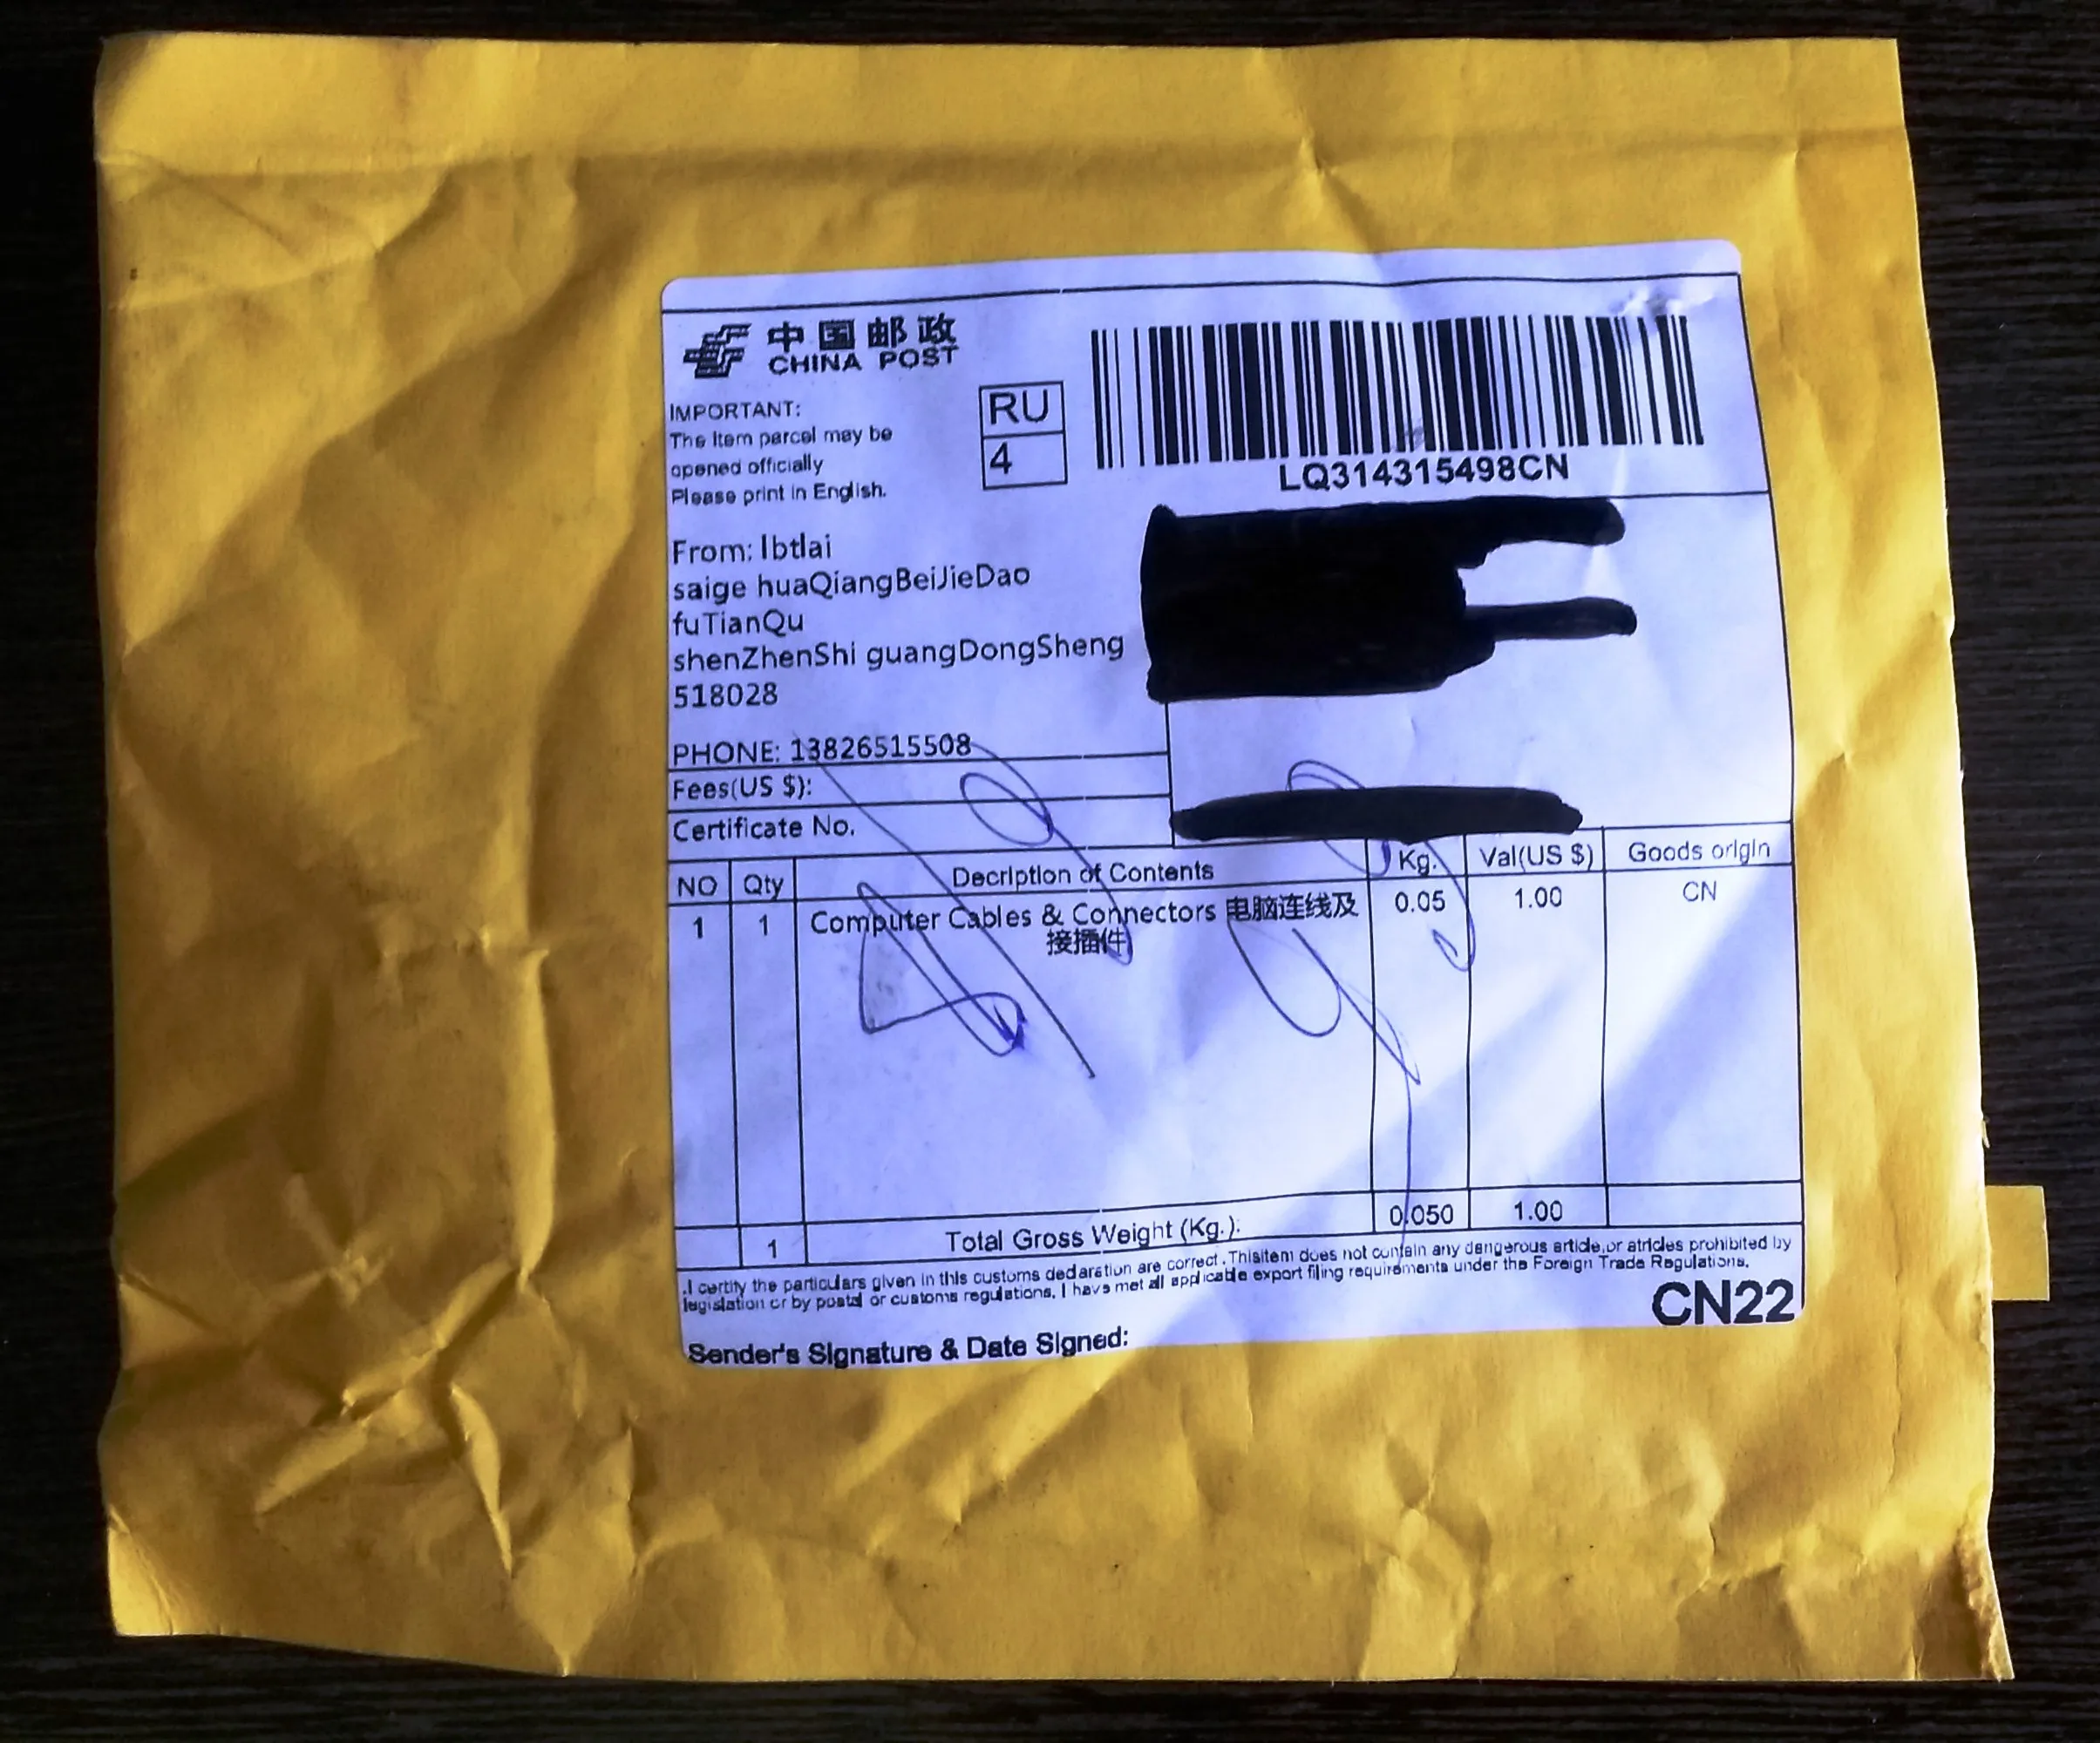 中国邮政
CHINA POST
IMPORTANT:
The item parcel may be
opened officially
Please print in English.
RU
4
LQ314315498CN
From: lbtlai
saige huaQiangBeiJieDao
fuTianQu
shenZhenShi guangDongSheng
518028
PHONE: 13826515508
Fees(US $):
Certificate No.
NO Qty Decription of Contents Kg. Val(US $) Goods origin
1 1 Computer Cables & Connectors 电脑连线及 0.05 1.00 CN
接插件
1 Total Gross Weight (Kg.): 0.050 1.00
.I certify the particulars given in this customs declaration are correct.Thisitem does not contain any dangerous article,or atricles prohibited by
legislation or by postal or customs regulations. I have met all applicable export filing requirements under the Foreign Trade Regulations.
CN22
Sender's Signature & Date Signed: